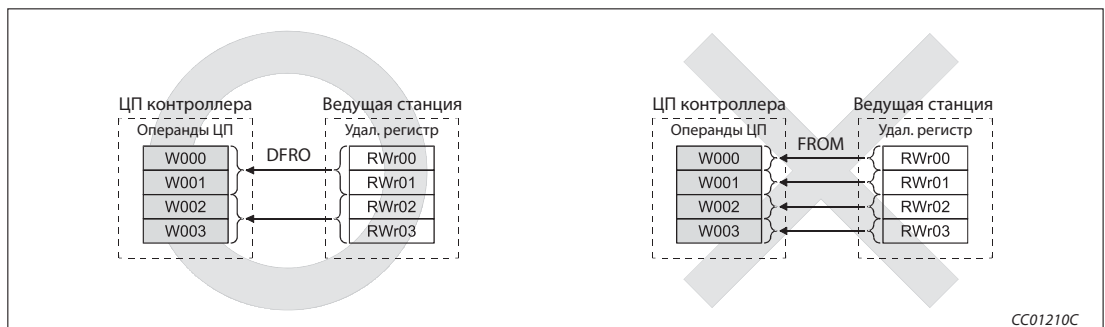 ЦП контроллера
Ведущая станция
Операнды ЦП
Удал. регистр
DFRO
W000
W001
W002
W003
RWr00
RWr01
RWr02
RWr03
ЦП контроллера
Ведущая станция
Операнды ЦП
Удал. регистр
FROM
W000
W001
W002
W003
RWr00
RWr01
RWr02
RWr03
CC01210C